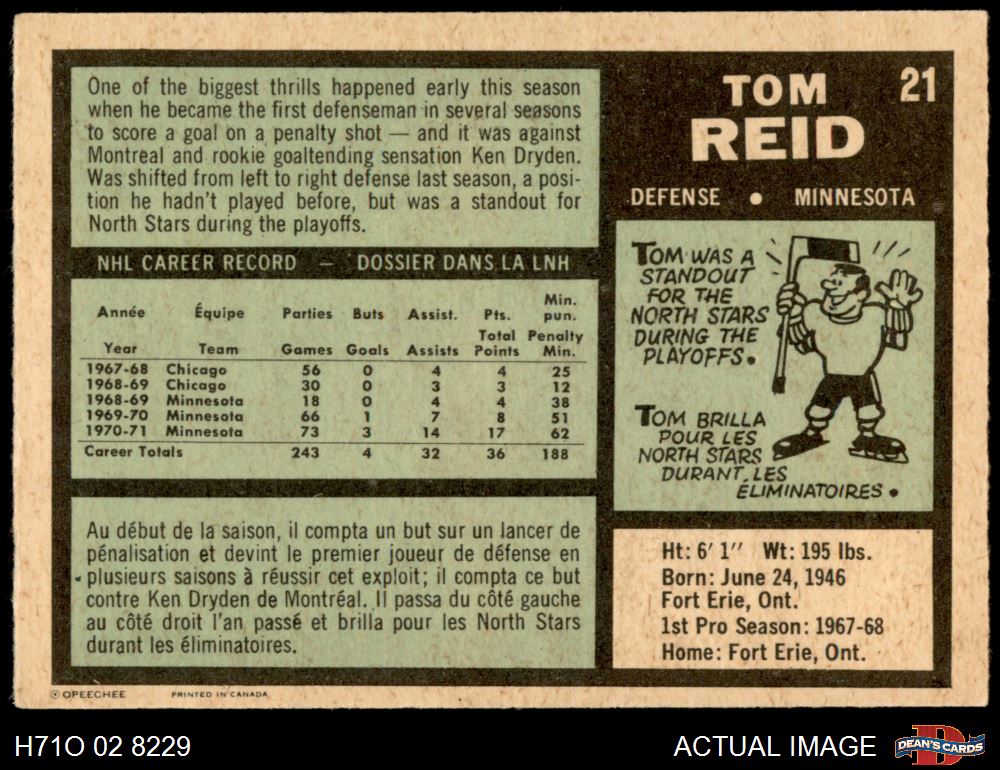 One of the biggest thrills happened early this season
when he became the first defenseman in several seasons
to score a goal on a penalty shot — and it was against
Montreal and rookie goaltending sensation Ken Dryden.
Was shifted from left to right defense last season, a posi-
tion he hadn't played before, but was a standout for
North Stars during the playoffs.
NHL CAREER RECORD — DOSSIER DANS LA LNH
Année Équipe Parties Buts Assist. Pts. Min. pun.
Year Team Games Goals Assists Total Points Penalty Min.
1967-68 Chicago 56 0 4 4 25
1968-69 Chicago 30 0 3 3 12
1968-69 Minnesota 18 0 4 4 38
1969-70 Minnesota 66 1 7 8 51
1970-71 Minnesota 73 3 14 17 62
Career Totals 243 4 32 36 188
Au début de la saison, il compta un but sur un lancer de
pénalisation et devint le premier joueur de défense en
plusieurs saisons à réussir cet exploit; il compta ce but
contre Ken Dryden de Montréal. Il passa du côté gauche
au côté droit l'an passé et brilla pour les North Stars
durant les éliminatoires.
© OPEECHEE PRINTED IN CANADA
21
TOM
REID
DEFENSE • MINNESOTA
TOM WAS A
STANDOUT
FOR THE
NORTH STARS
DURING THE
PLAYOFFS.
TOM BRILLA
POUR LES
NORTH STARS
DURANT LES
ÉLIMINATOIRES.
Ht: 6' 1" Wt: 195 lbs.
Born: June 24, 1946
Fort Erie, Ont.
1st Pro Season: 1967-68
Home: Fort Erie, Ont.
H71O 02 8229
ACTUAL IMAGE
D
DEAN'S CARDS